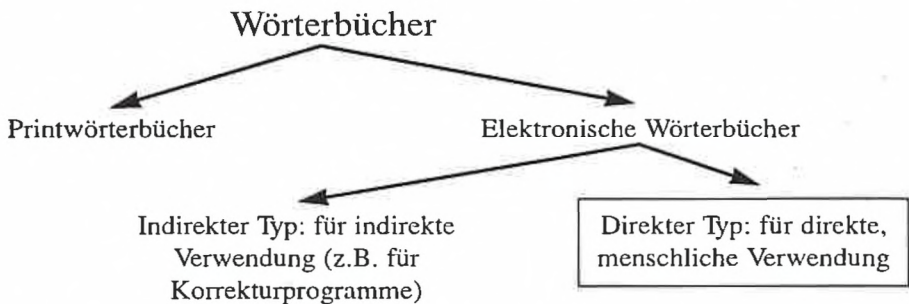 Wörterbücher
Printwörterbücher
Elektronische Wörterbücher
Indirekter Typ: für indirekte
Verwendung (z.B. für
Korrekturprogramme)
Direkter Typ: für direkte,
menschliche Verwendung